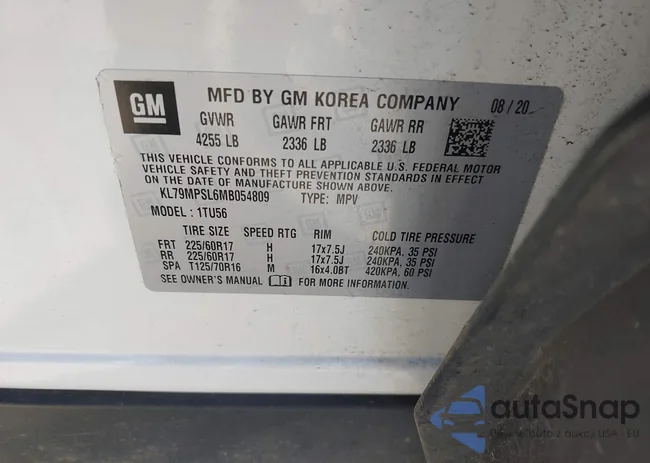 GM
MFD BY GM KOREA COMPANY 08 / 20
GVWR GAWR FRT GAWR RR
4255 LB 2336 LB 2336 LB
THIS VEHICLE CONFORMS TO ALL APPLICABLE U.S. FEDERAL MOTOR
VEHICLE SAFETY AND THEFT PREVENTION STANDARDS IN EFFECT
ON THE DATE OF MANUFACTURE SHOWN ABOVE.
KL79MPSL6MB054809 TYPE: MPV
MODEL: 1TU56
TIRE SIZE SPEED RTG RIM COLD TIRE PRESSURE
FRT 225/60R17 H 17x7.5J 240KPA, 35 PSI
RR 225/60R17 H 17x7.5J 240KPA, 35 PSI
SPA T125/70R16 M 16x4.0BT 420KPA, 60 PSI
SEE OWNER'S MANUAL FOR MORE INFORMATION.
autoSnap
auto z aukcji USA - EU